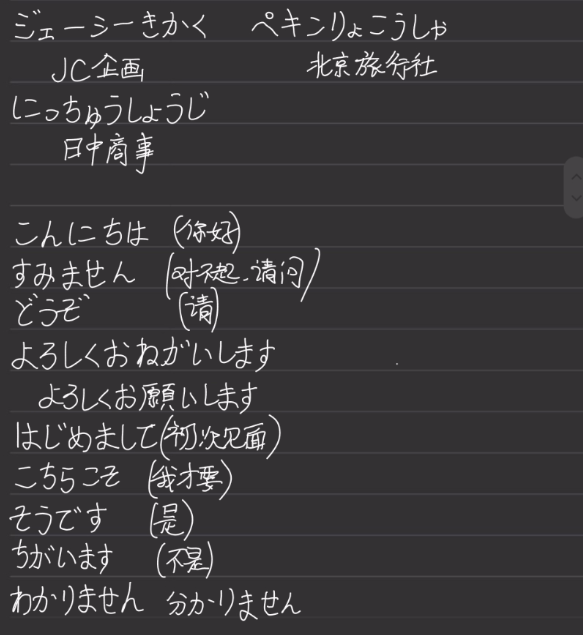 ジェーシーきかく ペキンりょこうしゃ
JC企画 北京旅行社
にっちゅうしょうじ
日中商事
こんにちは (你好)
すみません (对不起、请问)
どうぞ (请)
よろしくおねがいします
よろしくお願いします
はじめまして(初次见面)
こちらこそ (我才要)
そうです (是)
ちがいます (不是)
わかりません 分かりません